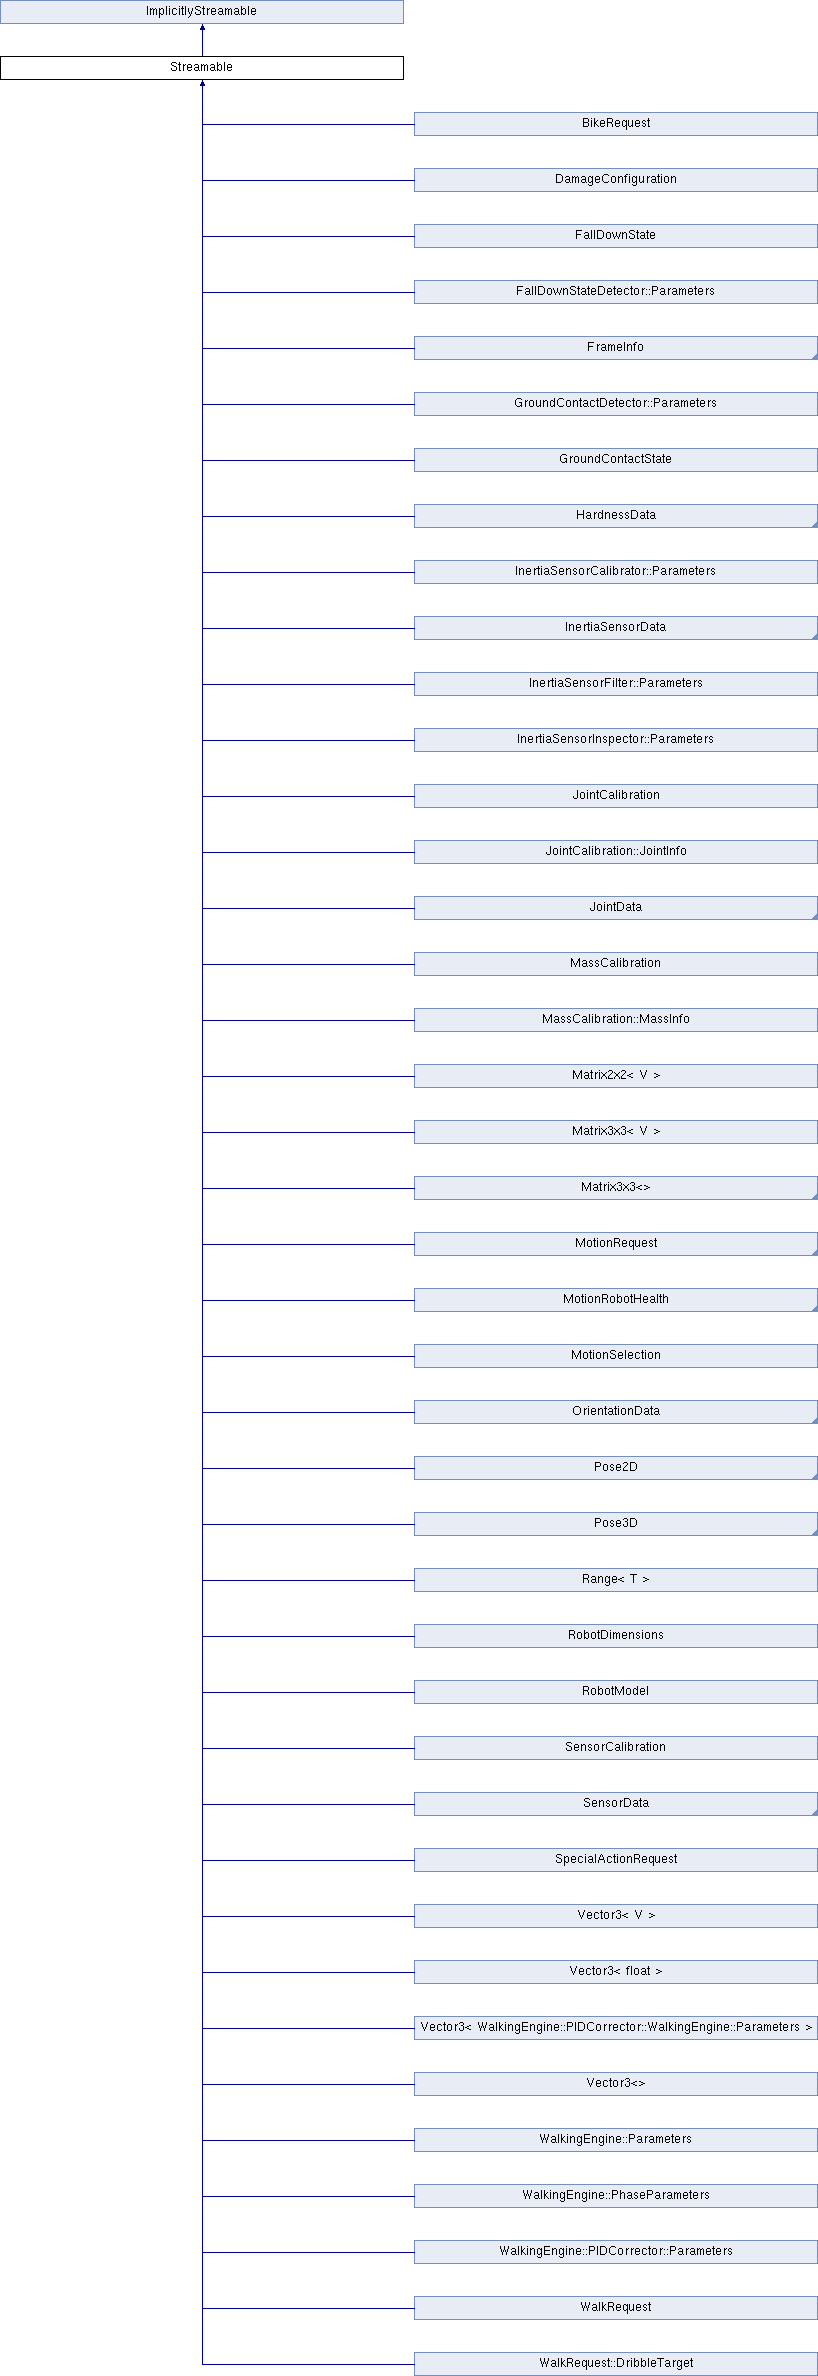 ImplicitlyStreamable
Streamable
BikeRequest
DamageConfiguration
FallDownState
FallDownStateDetector::Parameters
FrameInfo
GroundContactDetector::Parameters
GroundContactState
HardnessData
InertiaSensorCalibrator::Parameters
InertiaSensorData
InertiaSensorFilter::Parameters
InertiaSensorInspector::Parameters
JointCalibration
JointCalibration::JointInfo
JointData
MassCalibration
MassCalibration::MassInfo
Matrix2x2< V >
Matrix3x3< V >
Matrix3x3<>
MotionRequest
MotionRobotHealth
MotionSelection
OrientationData
Pose2D
Pose3D
Range< T >
RobotDimensions
RobotModel
SensorCalibration
SensorData
SpecialActionRequest
Vector3< V >
Vector3< float >
Vector3< WalkingEngine::PIDCorrector::WalkingEngine::Parameters >
Vector3<>
WalkingEngine::Parameters
WalkingEngine::PhaseParameters
WalkingEngine::PIDCorrector::Parameters
WalkRequest
WalkRequest::DribbleTarget